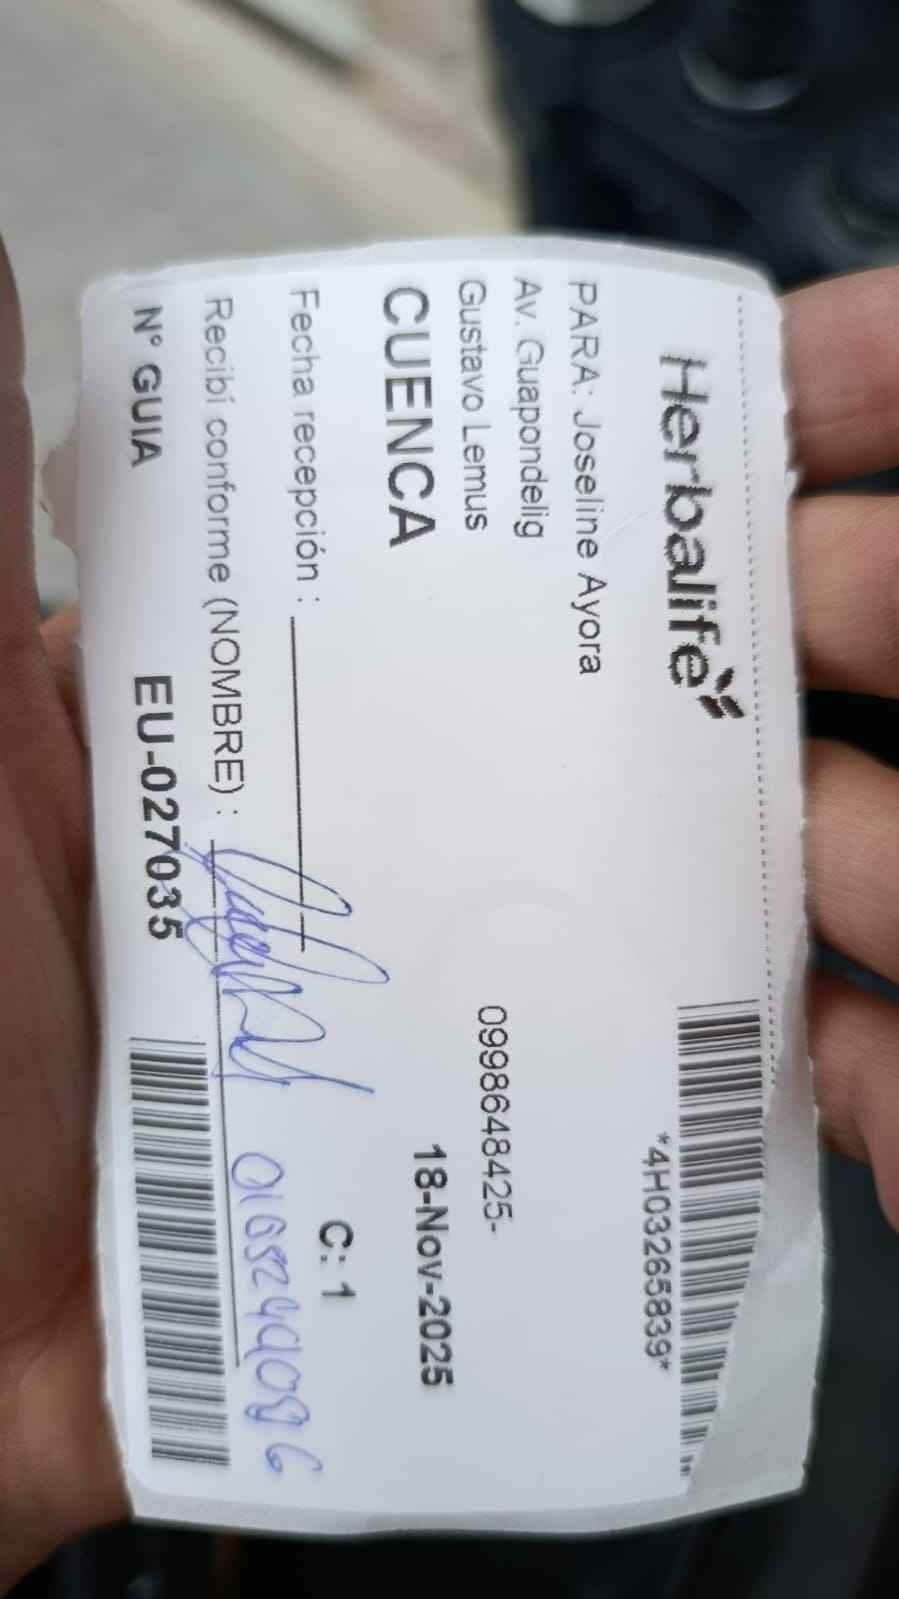 Herbalife
*4H03265839*
PARA: Joseline Ayora
Av. Guapondelig
Gustavo Lemus
0998648425-
CUENCA
18-Nov-2025
Fecha recepción :
C: 1
Recibí conforme (NOMBRE) :
N° GUIA EU-027035